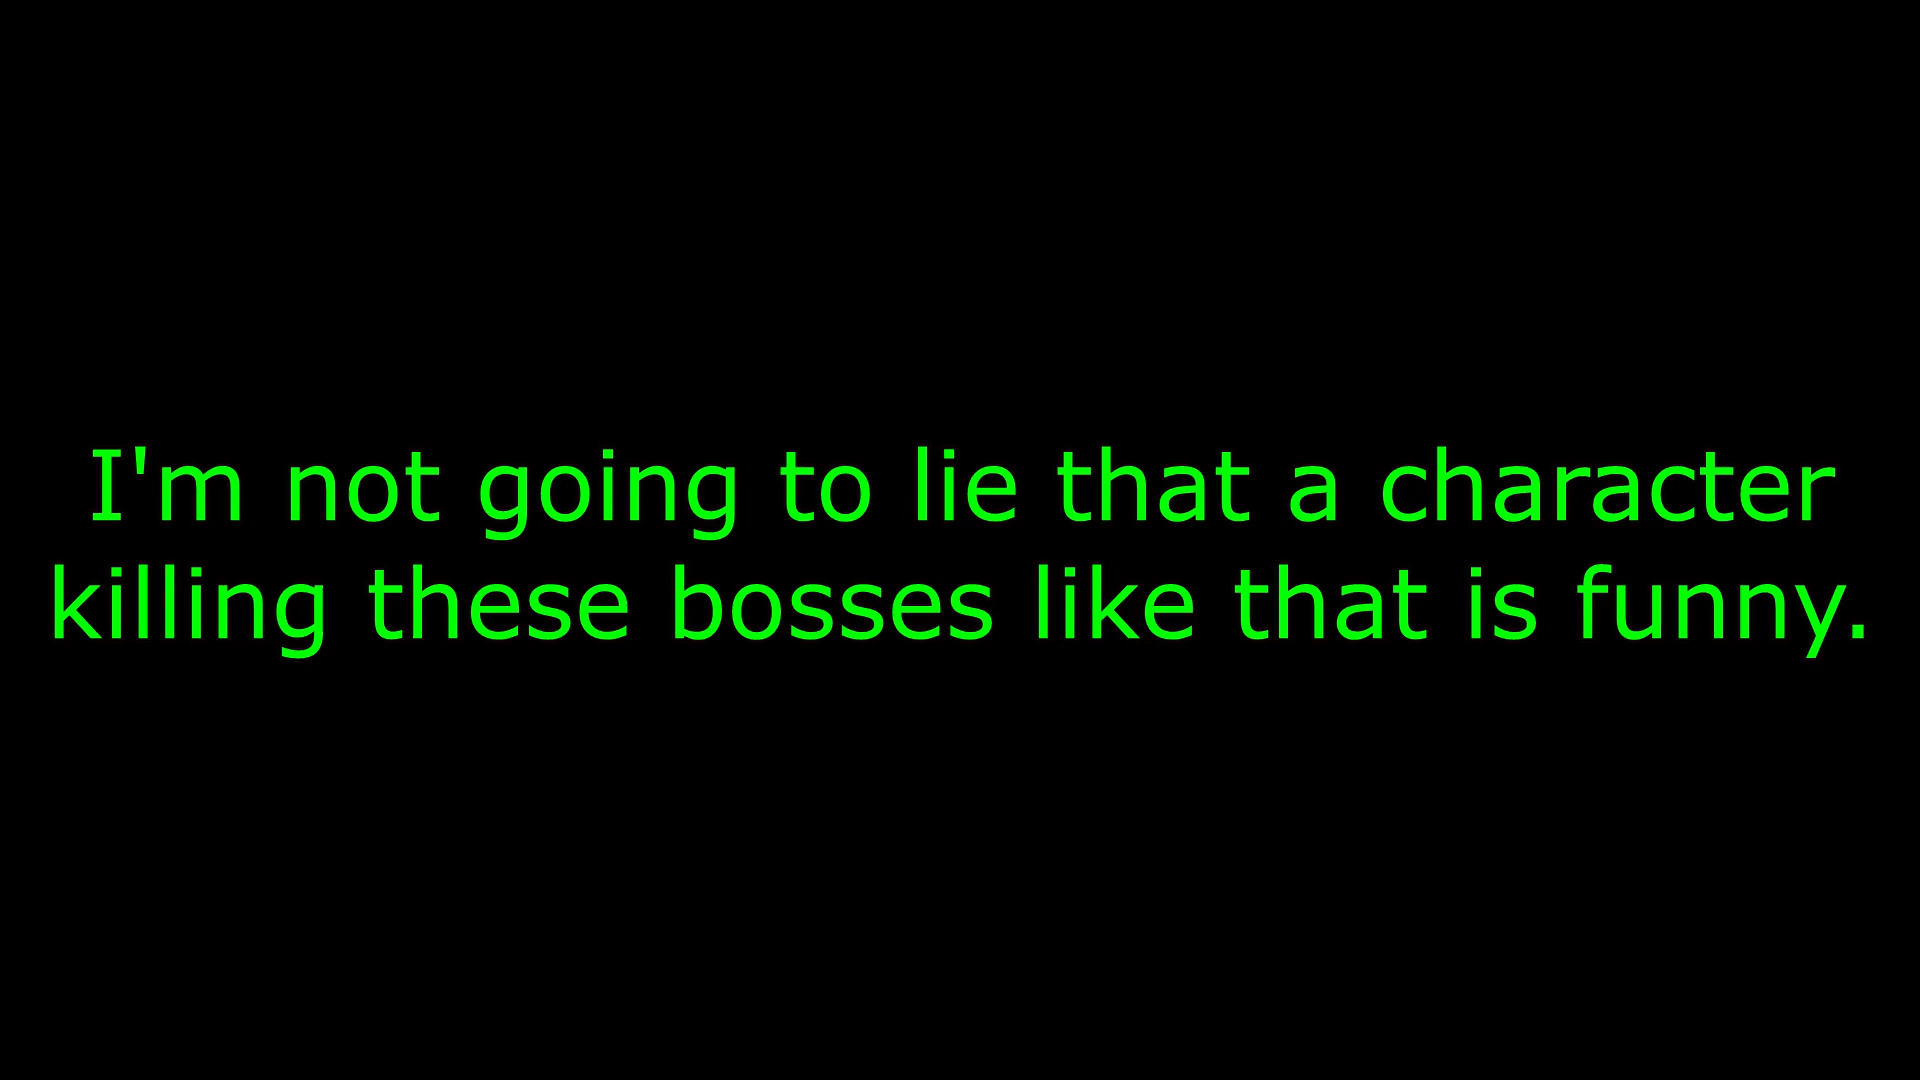 I'm not going to lie that a character
killing these bosses like that is funny.